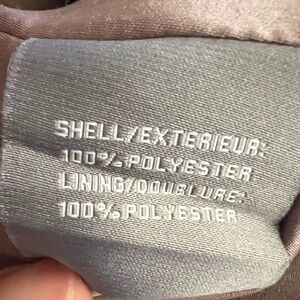 SHELL/EXTERIEUR:
100% POLYESTER
LINING/DOUBLURE:
100% POLYESTER